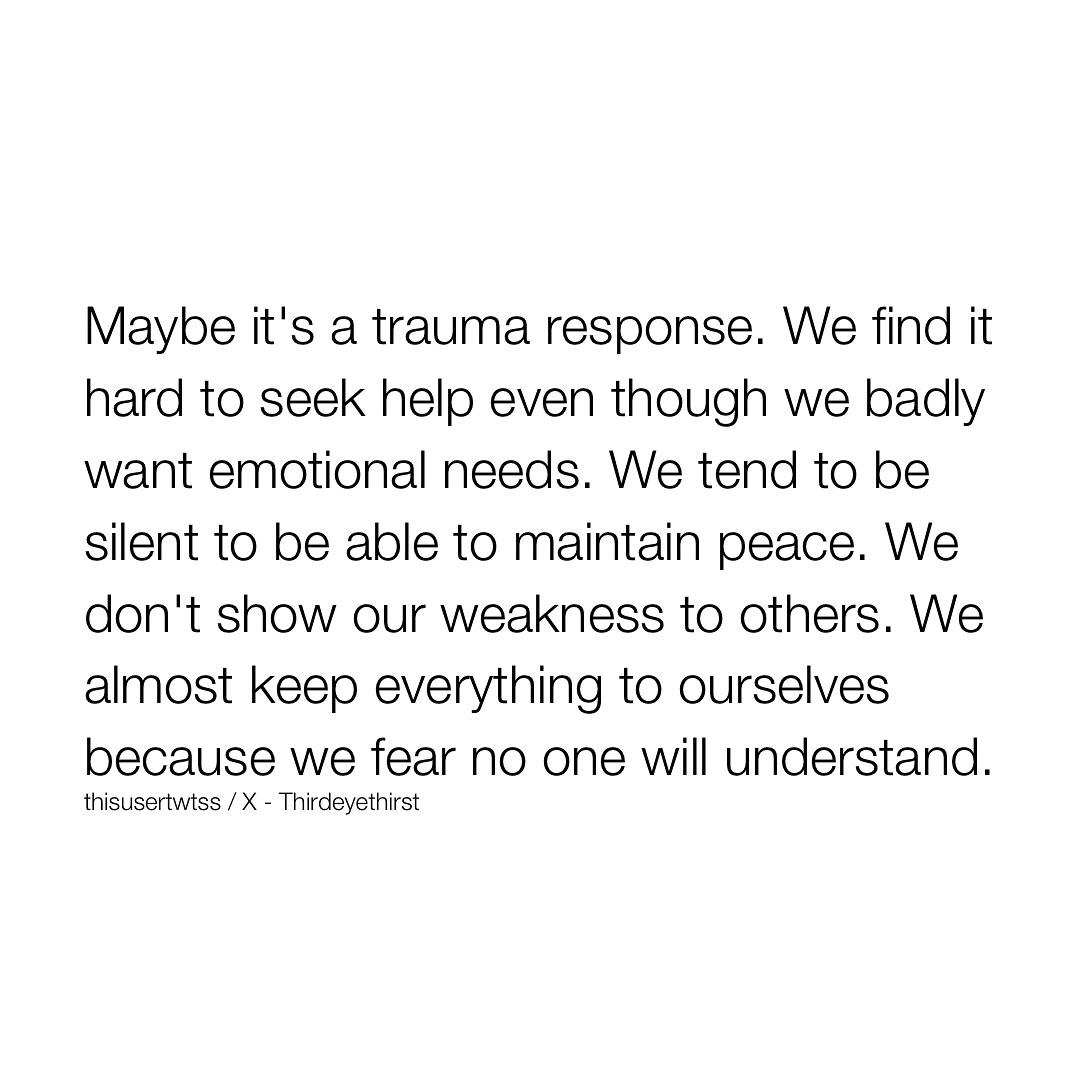 Maybe it's a trauma response. We find it
hard to seek help even though we badly
want emotional needs. We tend to be
silent to be able to maintain peace. We
don't show our weakness to others. We
almost keep everything to ourselves
because we fear no one will understand.
thisusertwtss / X - Thirdeyethirst